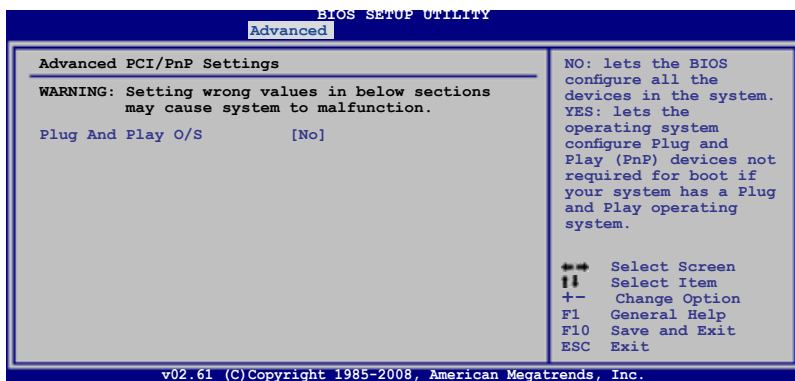 BIOS SETUP UTILITY
Advanced
Advanced PCI/PnP Settings
WARNING: Setting wrong values in below sections
may cause system to malfunction.
Plug And Play O/S [No]
NO: lets the BIOS
configure all the
devices in the system.
YES: lets the
operating system
configure Plug and
Play (PnP) devices not
required for boot if
your system has a Plug
and Play operating
system.
←→ Select Screen
↑↓ Select Item
+- Change Option
F1 General Help
F10 Save and Exit
ESC Exit
v02.61 (C)Copyright 1985-2008, American Megatrends, Inc.